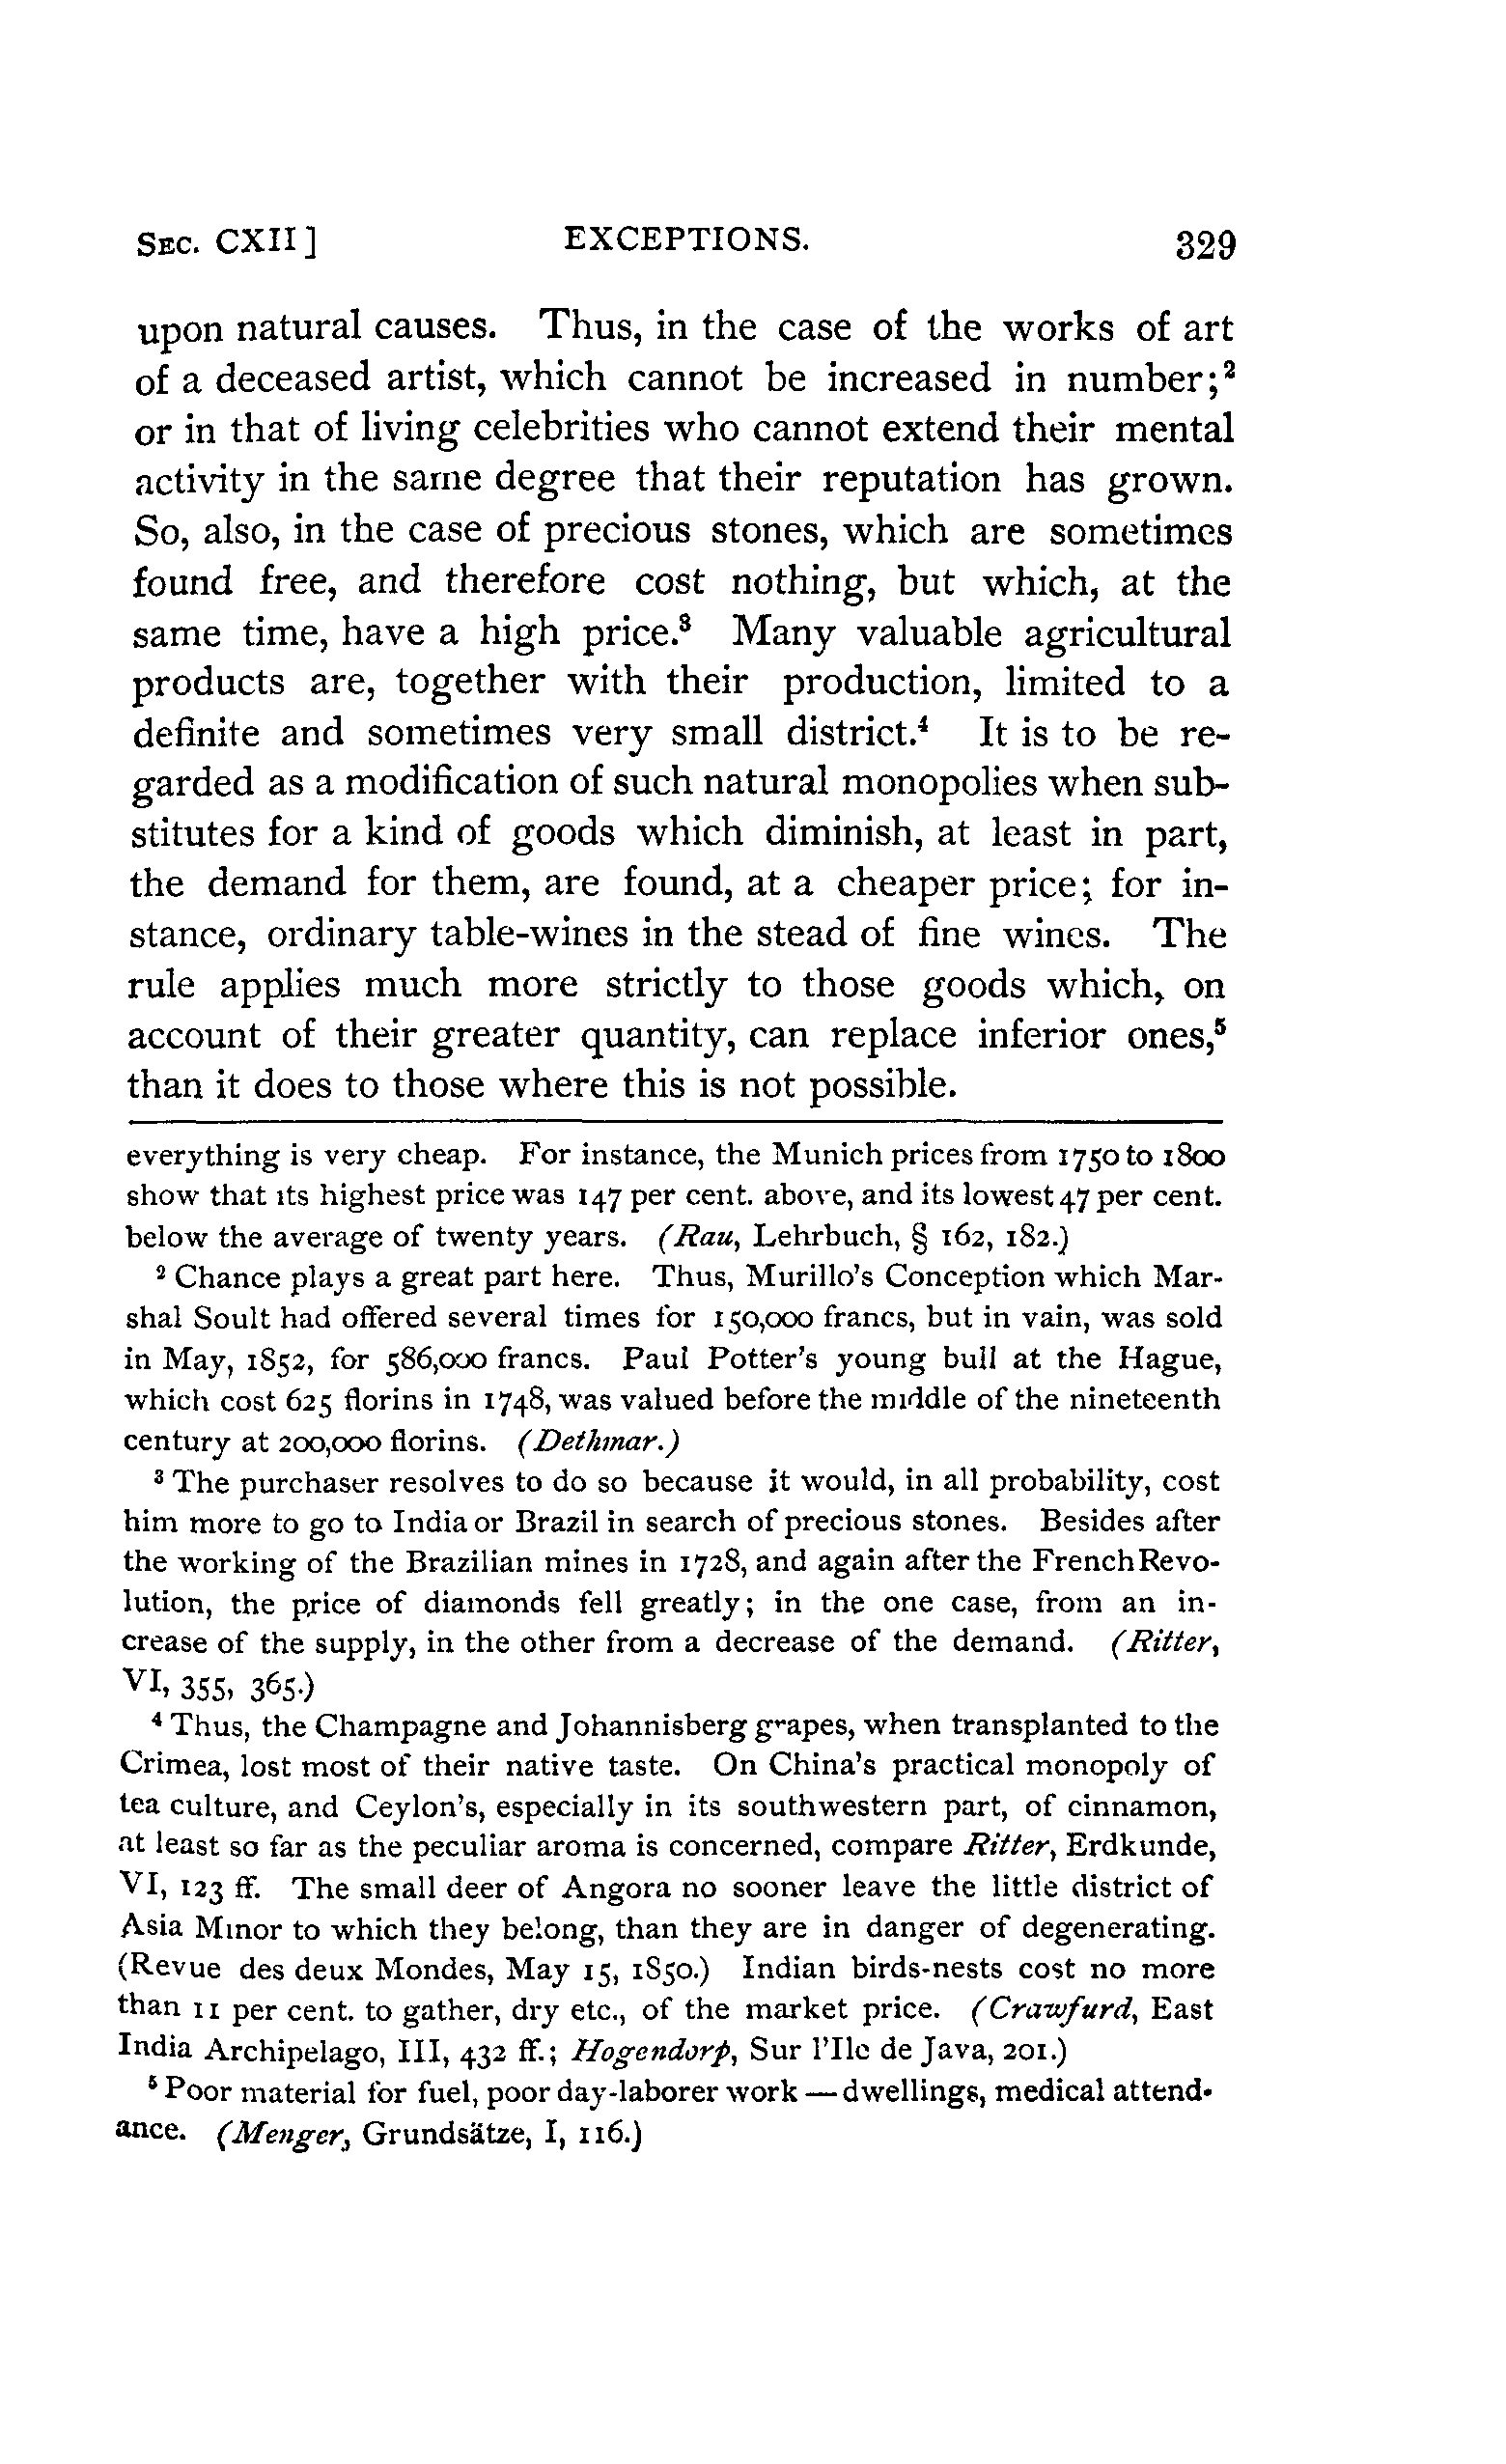 SEC. CXII] EXCEPTIONS. 329
upon natural causes. Thus, in the case of the works of art
of a deceased artist, which cannot be increased in number;²
or in that of living celebrities who cannot extend their mental
activity in the same degree that their reputation has grown.
So, also, in the case of precious stones, which are sometimes
found free, and therefore cost nothing, but which, at the
same time, have a high price.³ Many valuable agricultural
products are, together with their production, limited to a
definite and sometimes very small district.⁴ It is to be re-
garded as a modification of such natural monopolies when sub-
stitutes for a kind of goods which diminish, at least in part,
the demand for them, are found, at a cheaper price; for in-
stance, ordinary table-wines in the stead of fine wines. The
rule applies much more strictly to those goods which, on
account of their greater quantity, can replace inferior ones,⁵
than it does to those where this is not possible.
everything is very cheap. For instance, the Munich prices from 1750 to 1800
show that its highest price was 147 per cent. above, and its lowest 47 per cent.
below the average of twenty years. (Rau, Lehrbuch, § 162, 182.)
² Chance plays a great part here. Thus, Murillo's Conception which Mar-
shal Soult had offered several times for 150,000 francs, but in vain, was sold
in May, 1852, for 586,000 francs. Paul Potter's young bull at the Hague,
which cost 625 florins in 1748, was valued before the middle of the nineteenth
century at 200,000 florins. (Dethmar.)
³ The purchaser resolves to do so because it would, in all probability, cost
him more to go to India or Brazil in search of precious stones. Besides after
the working of the Brazilian mines in 1728, and again after the French Revo-
lution, the price of diamonds fell greatly; in the one case, from an in-
crease of the supply, in the other from a decrease of the demand. (Ritter,
VI, 355, 365.)
⁴ Thus, the Champagne and Johannisberg grapes, when transplanted to the
Crimea, lost most of their native taste. On China's practical monopoly of
tea culture, and Ceylon's, especially in its southwestern part, of cinnamon,
at least so far as the peculiar aroma is concerned, compare Ritter, Erdkunde,
VI, 123 ff. The small deer of Angora no sooner leave the little district of
Asia Minor to which they belong, than they are in danger of degenerating.
(Revue des deux Mondes, May 15, 1850.) Indian birds-nests cost no more
than 11 per cent. to gather, dry etc., of the market price. (Crawfurd, East
India Archipelago, III, 432 ff.; Hogendorp, Sur l'Ile de Java, 201.)
⁵ Poor material for fuel, poor day-laborer work — dwellings, medical attend-
ance. (Menger, Grundsätze, I, 116.)